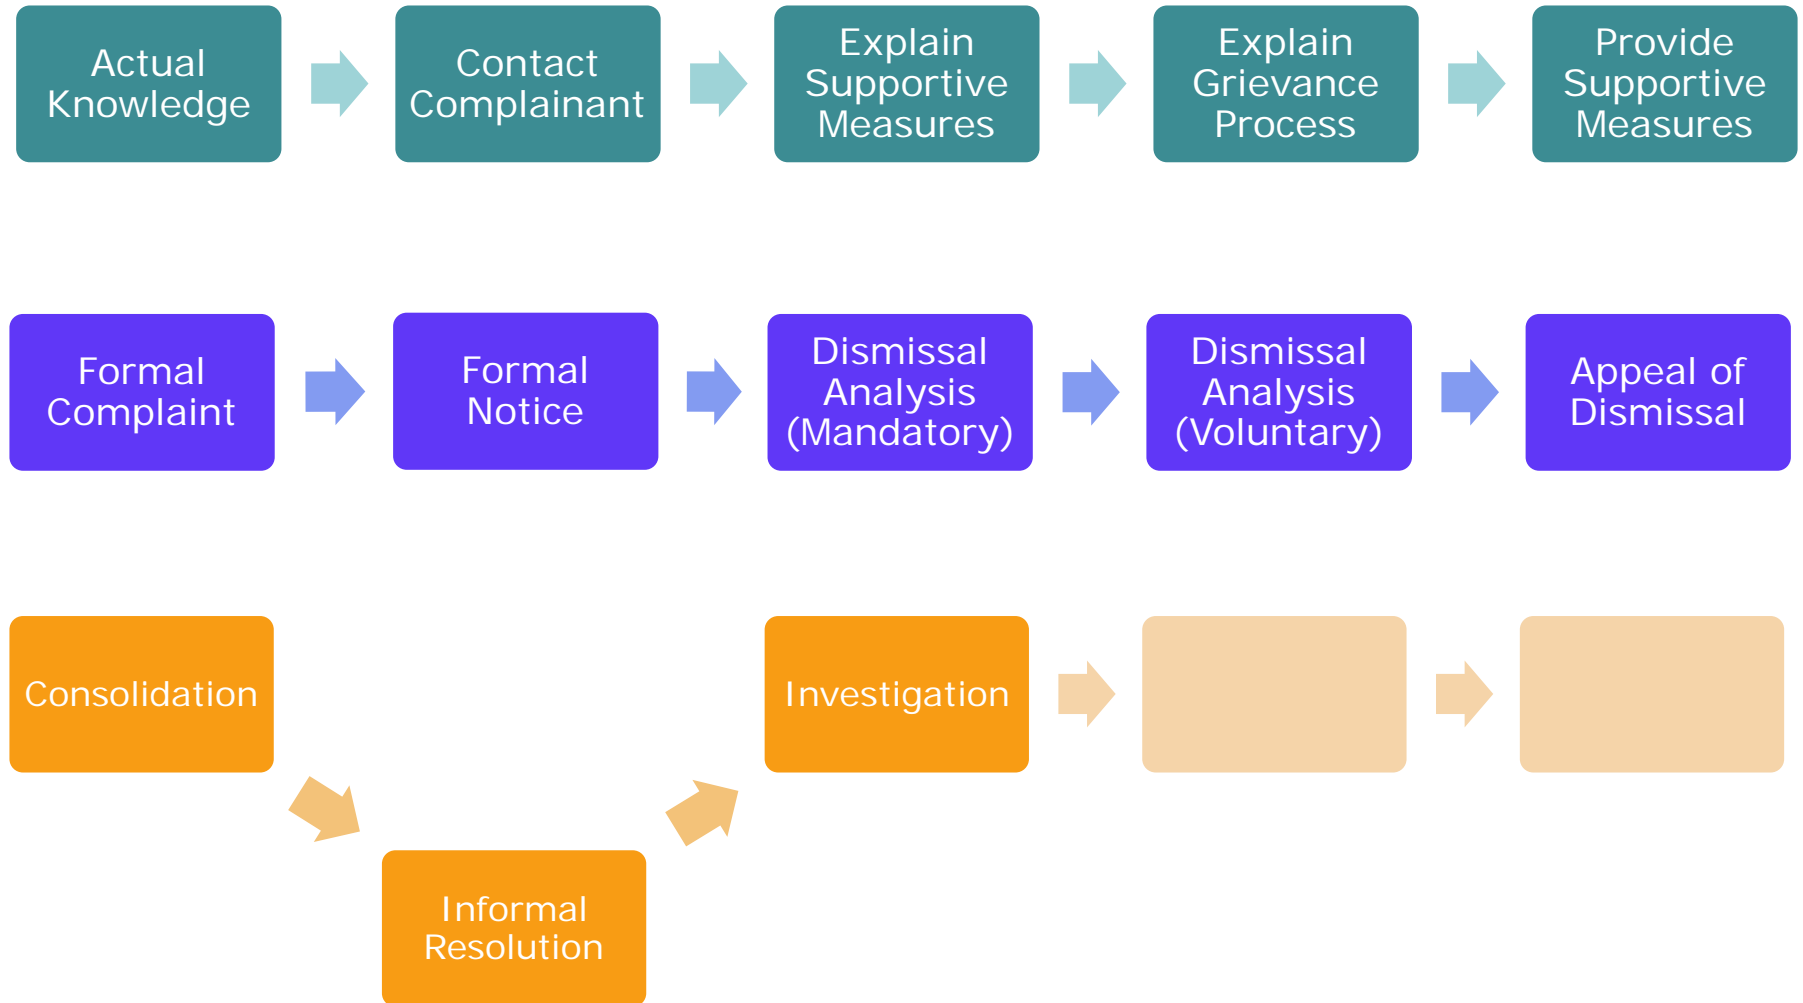 Actual
Knowledge
Contact
Complainant
Explain
Supportive
Measures
Explain
Grievance
Process
Provide
Supportive
Measures
Formal
Complaint
Formal
Notice
Dismissal
Analysis
(Mandatory)
Dismissal
Analysis
(Voluntary)
Appeal of
Dismissal
Consolidation
Informal
Resolution
Investigation